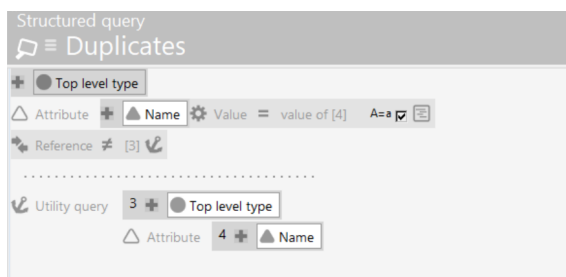 Structured query
Duplicates
Top level type
Attribute Name Value = value of [4] A=a
Reference ≠ [3]
Utility query 3 Top level type
Attribute 4 Name